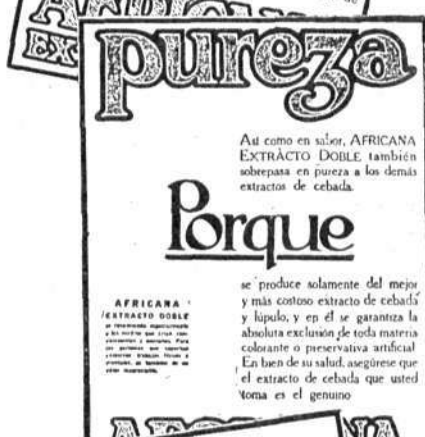 EX
pureza
Así como en sabor, AFRICANA
EXTRACTO DOBLE también
sobrepasa en pureza a los demás
extractos de cebada.
Porque
se produce solamente del mejor
y más costoso extracto de cebada
y lúpulo, y en él se garantiza la
absoluta exclusión de toda materia
colorante o preservativa artificial
En bien de su salud, asegúrese que
el extracto de cebada que usted
toma es el genuino
AFRICANA
EXTRACTO DOBLE